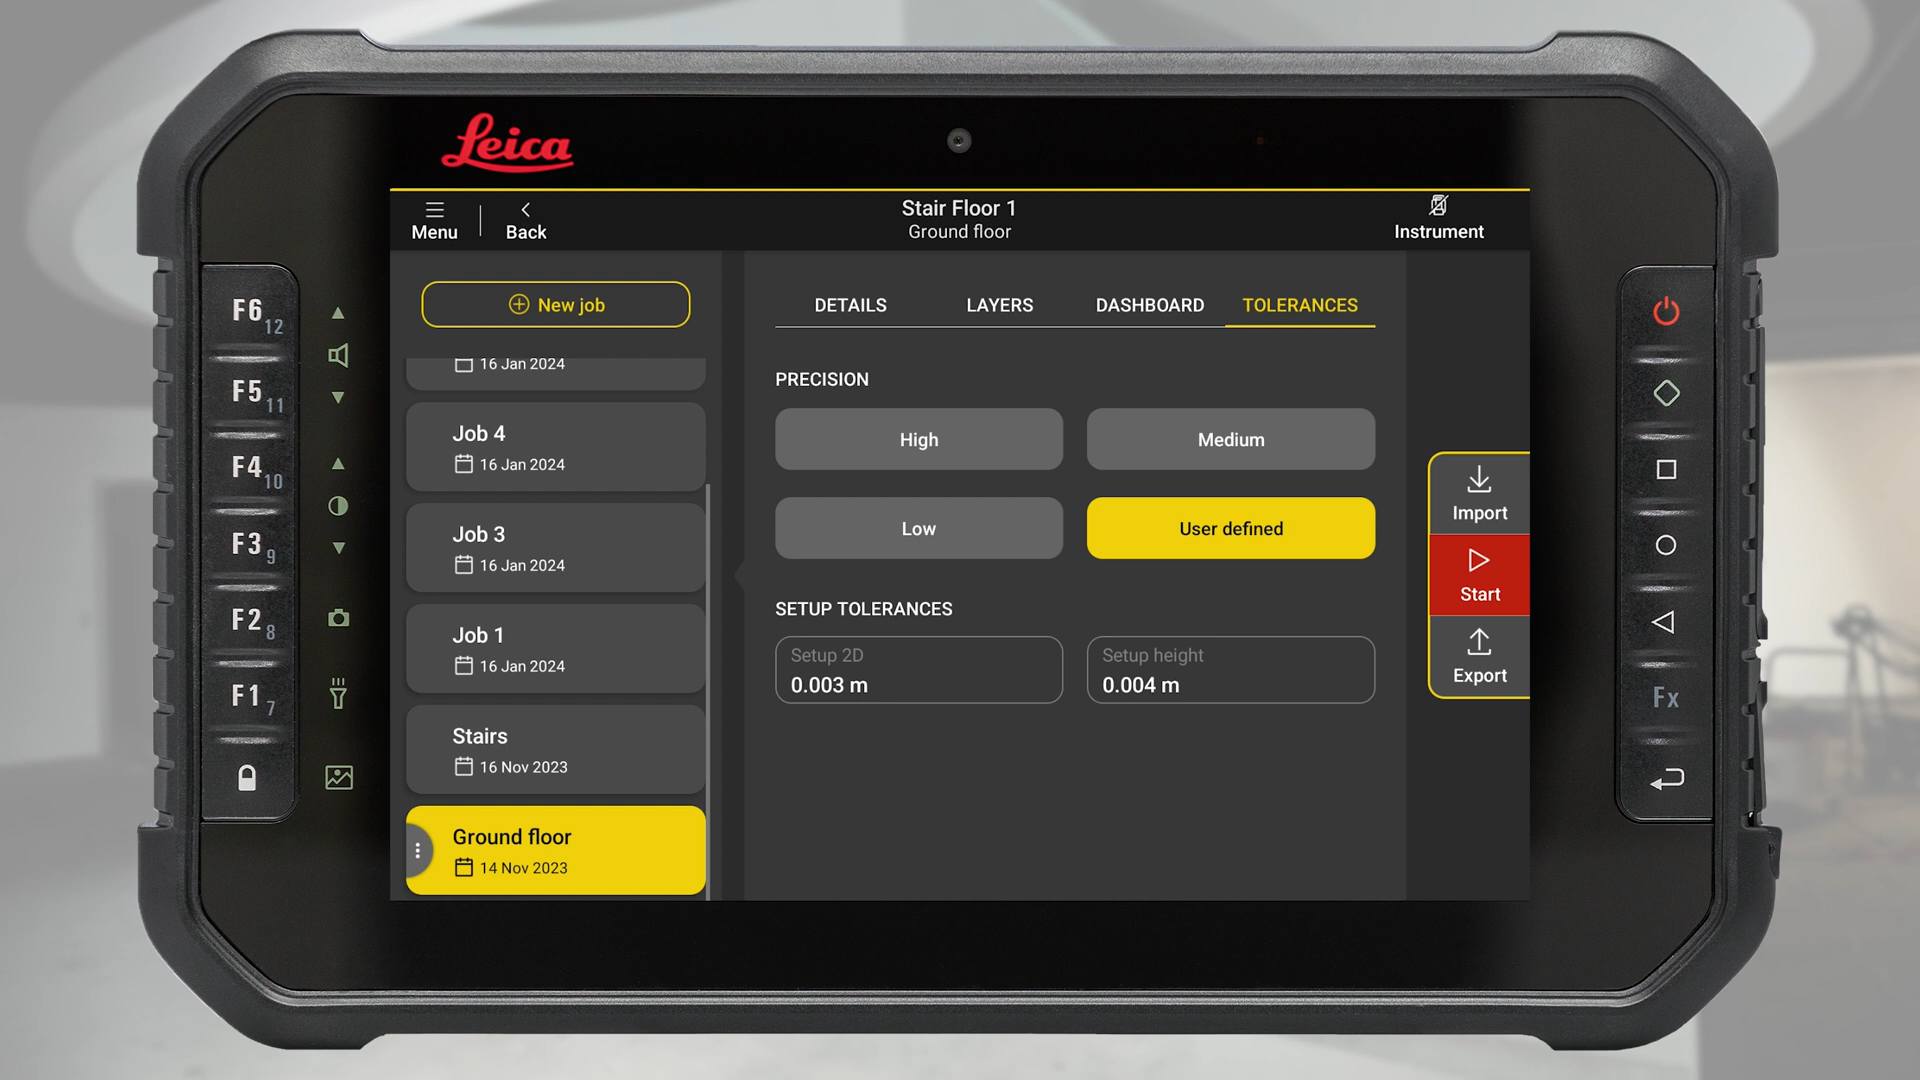 Leica
Menu
Back
Stair Floor 1
Ground floor
Instrument
New job
16 Jan 2024
Job 4
16 Jan 2024
Job 3
16 Jan 2024
Job 1
16 Jan 2024
Stairs
16 Nov 2023
Ground floor
14 Nov 2023
DETAILS
LAYERS
DASHBOARD
TOLERANCES
PRECISION
High
Medium
Low
User defined
SETUP TOLERANCES
Setup 2D
0.003 m
Setup height
0.004 m
Import
Start
Export
F6 12
F5 11
F4 10
F3 9
F2 8
F1 7
Fx